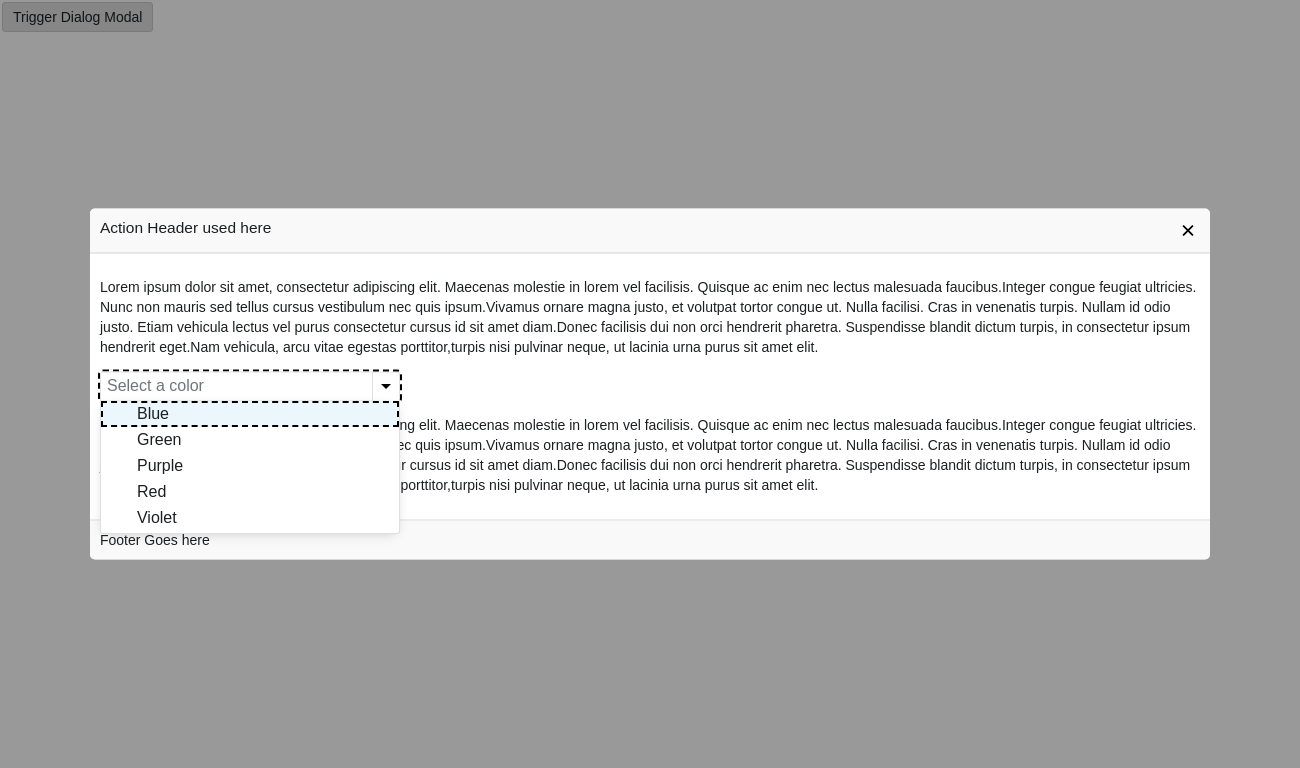 Trigger Dialog Modal
Action Header used here
Lorem ipsum dolor sit amet, consectetur adipiscing elit. Maecenas molestie in lorem vel facilisis. Quisque ac enim nec lectus malesuada faucibus.Integer congue feugiat ultricies.
Nunc non mauris sed tellus cursus vestibulum nec quis ipsum.Vivamus ornare magna justo, et volutpat tortor congue ut. Nulla facilisi. Cras in venenatis turpis. Nullam id odio
justo. Etiam vehicula lectus vel purus consectetur cursus id sit amet diam.Donec facilisis dui non orci hendrerit pharetra. Suspendisse blandit dictum turpis, in consectetur ipsum
hendrerit eget.Nam vehicula, arcu vitae egestas porttitor,turpis nisi pulvinar neque, ut lacinia urna purus sit amet elit.
Select a color
Blue
Green
Purple
Red
Violet
elit. Maecenas molestie in lorem vel facilisis. Quisque ac enim nec lectus malesuada faucibus.Integer congue feugiat ultricies.
quis ipsum.Vivamus ornare magna justo, et volutpat tortor congue ut. Nulla facilisi. Cras in venenatis turpis. Nullam id odio
cursus id sit amet diam.Donec facilisis dui non orci hendrerit pharetra. Suspendisse blandit dictum turpis, in consectetur ipsum
porttitor,turpis nisi pulvinar neque, ut lacinia urna purus sit amet elit.
Footer Goes here